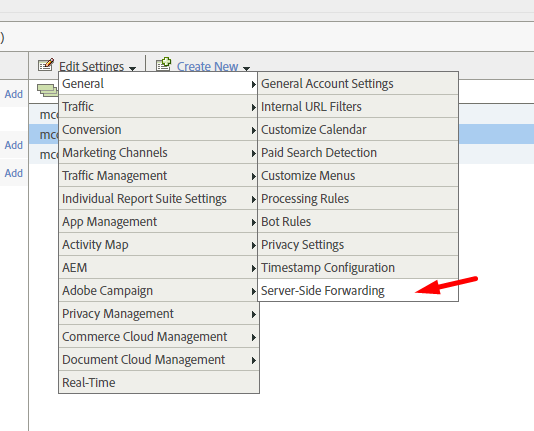 )
Edit Settings
Create New
Add
Add
Add
mc
mc
mc
General
Traffic
Conversion
Marketing Channels
Traffic Management
Individual Report Suite Settings
App Management
Activity Map
AEM
Adobe Campaign
Privacy Management
Commerce Cloud Management
Document Cloud Management
Real-Time
General Account Settings
Internal URL Filters
Customize Calendar
Paid Search Detection
Customize Menus
Processing Rules
Bot Rules
Privacy Settings
Timestamp Configuration
Server-Side Forwarding